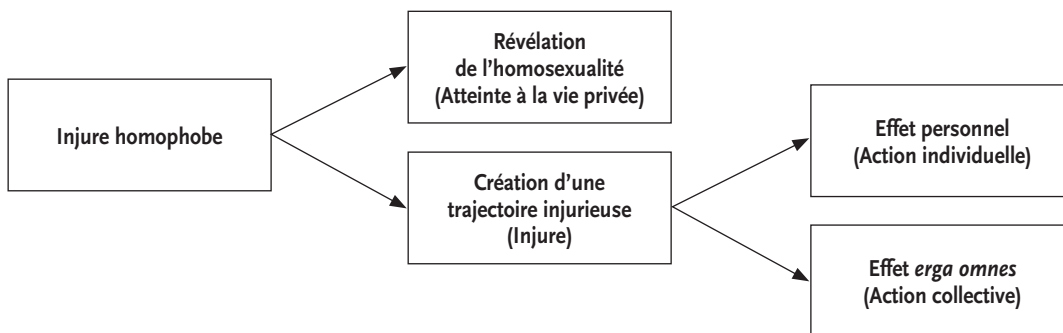 Injure homophobe
Révélation
de l’homosexualité
(Atteinte à la vie privée)
Création d’une
trajectoire injurieuse
(Injure)
Effet personnel
(Action individuelle)
Effet erga omnes
(Action collective)